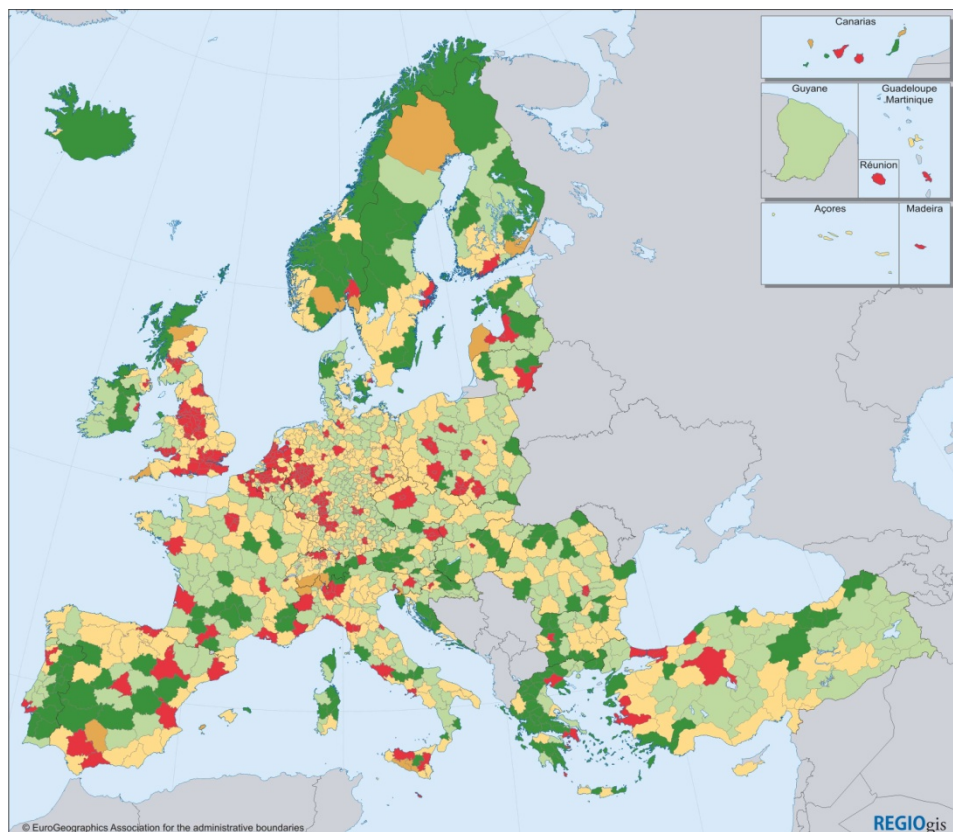 Canarias
Guyane
Guadeloupe
Martinique
Réunion
Açores
Madeira
© EuroGeographics Association for the administrative boundaries
REGIOgis